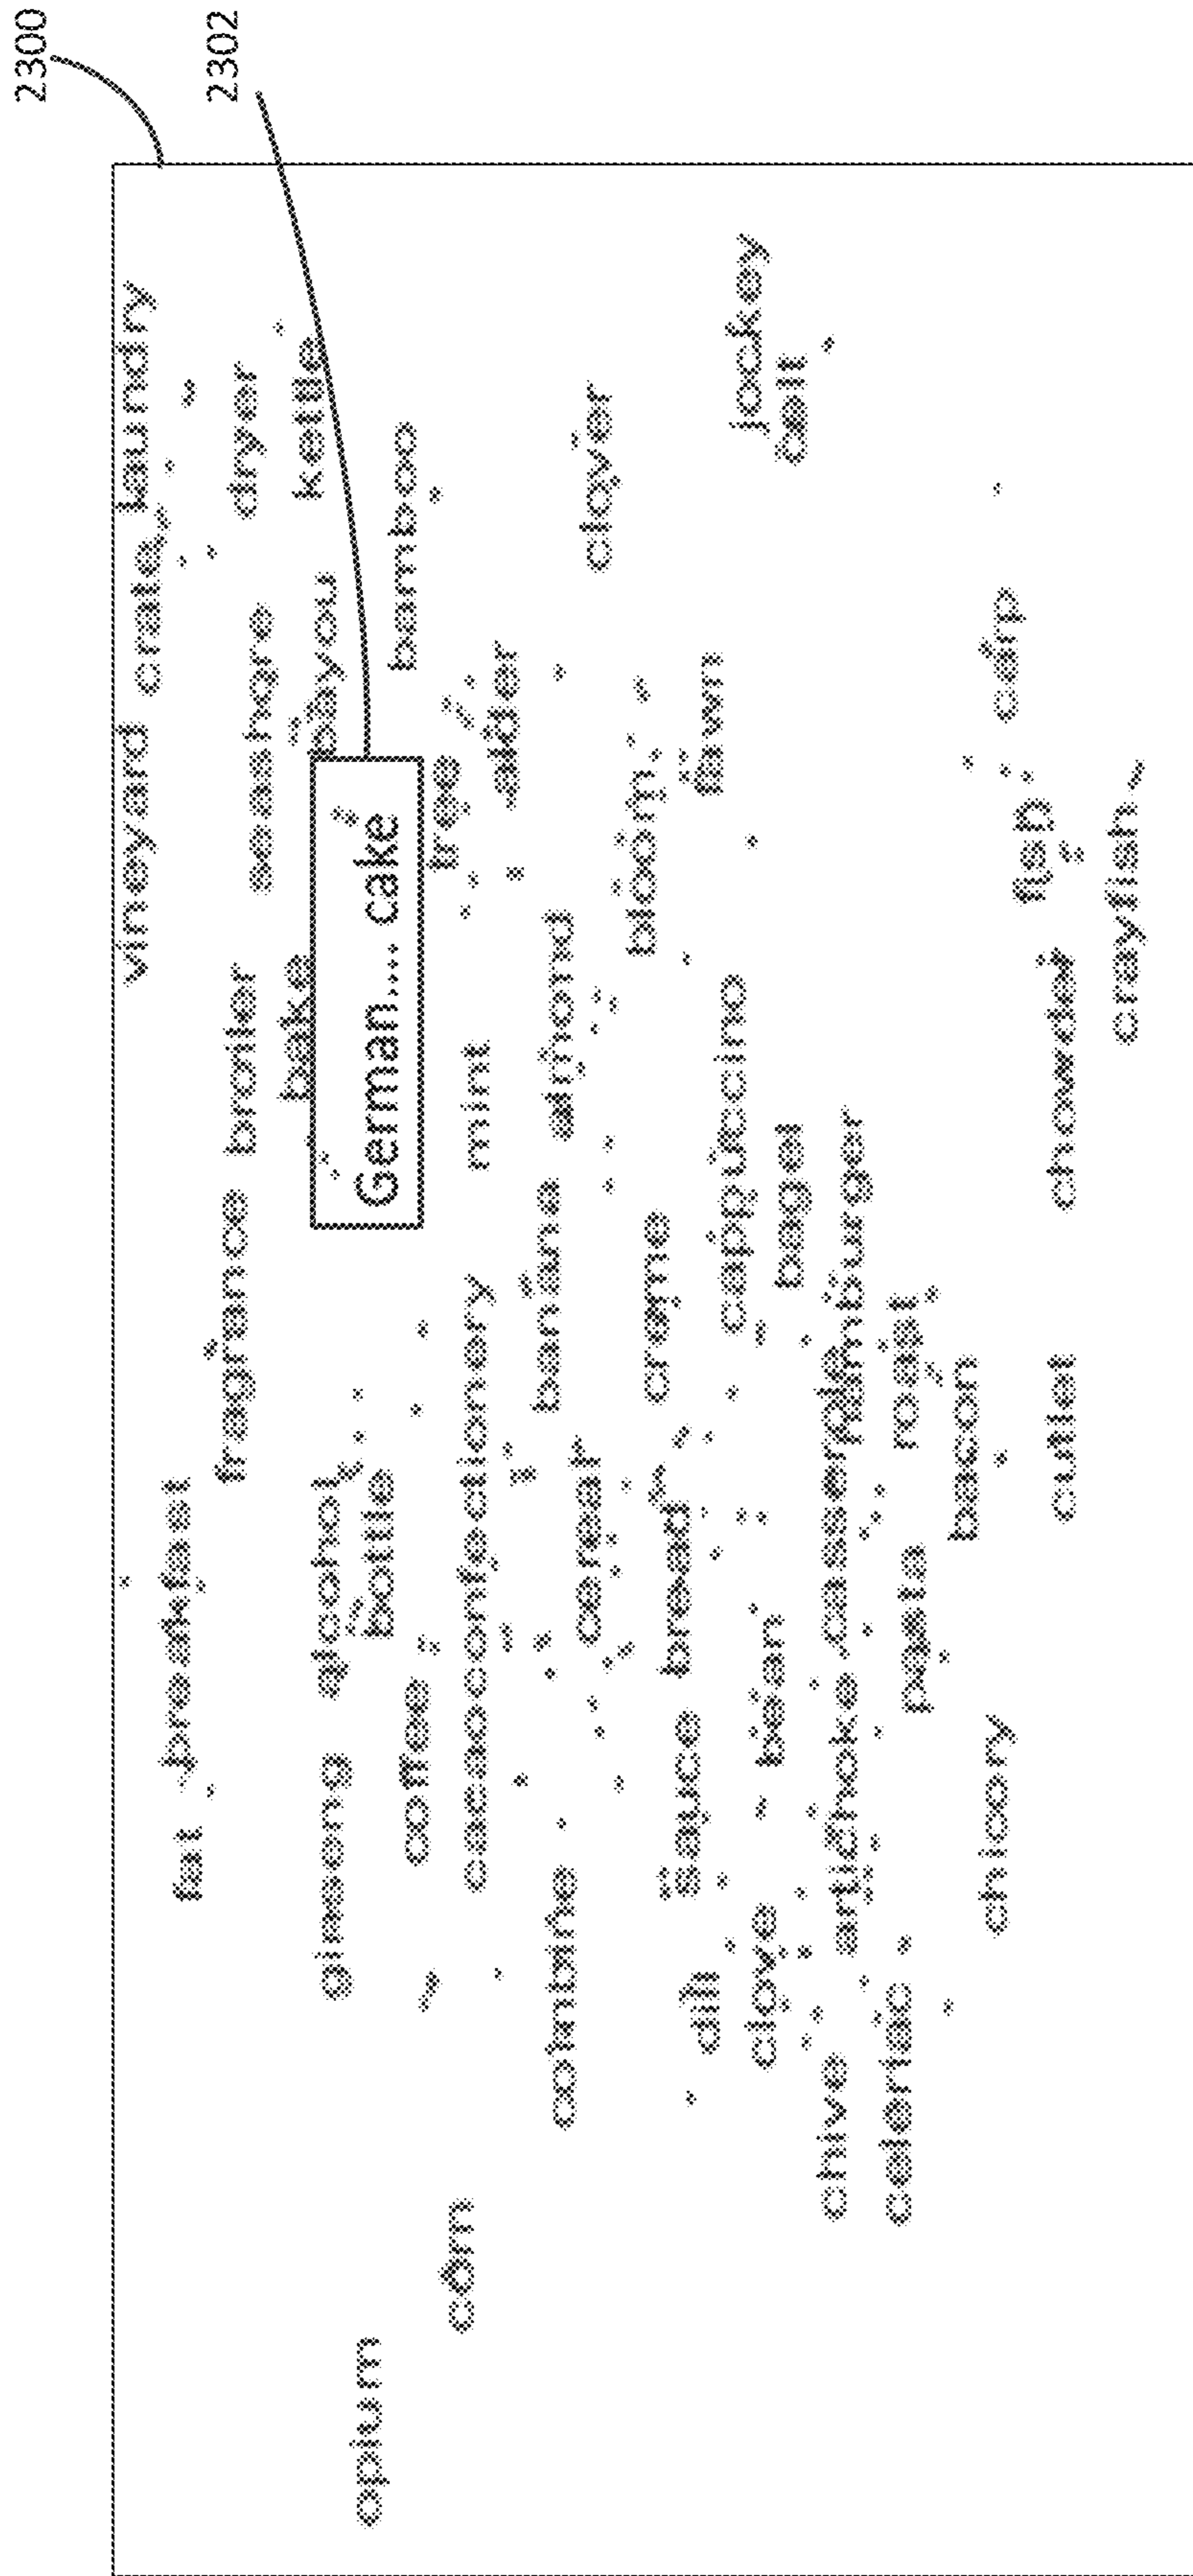 2300
2302
vineyard
crate
laundry
fat
breakfast
fragrance
broiler
seashore
dryer
bake
bayou
kettle
ginseng
alcohol
bottle
German.... cake
bamboo
opium
coffee
tree
corn
cacaoconfectionery
mint
alder
combine
cereal
banana
almond
clover
sauce
bread
creme
bloom
fawn
dill
clove
bean
cappuccino
bagel
jockey
chive
artichoke
casserole
hamburger
celeriac
pasta
roast
bacon
chicory
carp
fish
cutlet
chowder
crayfish